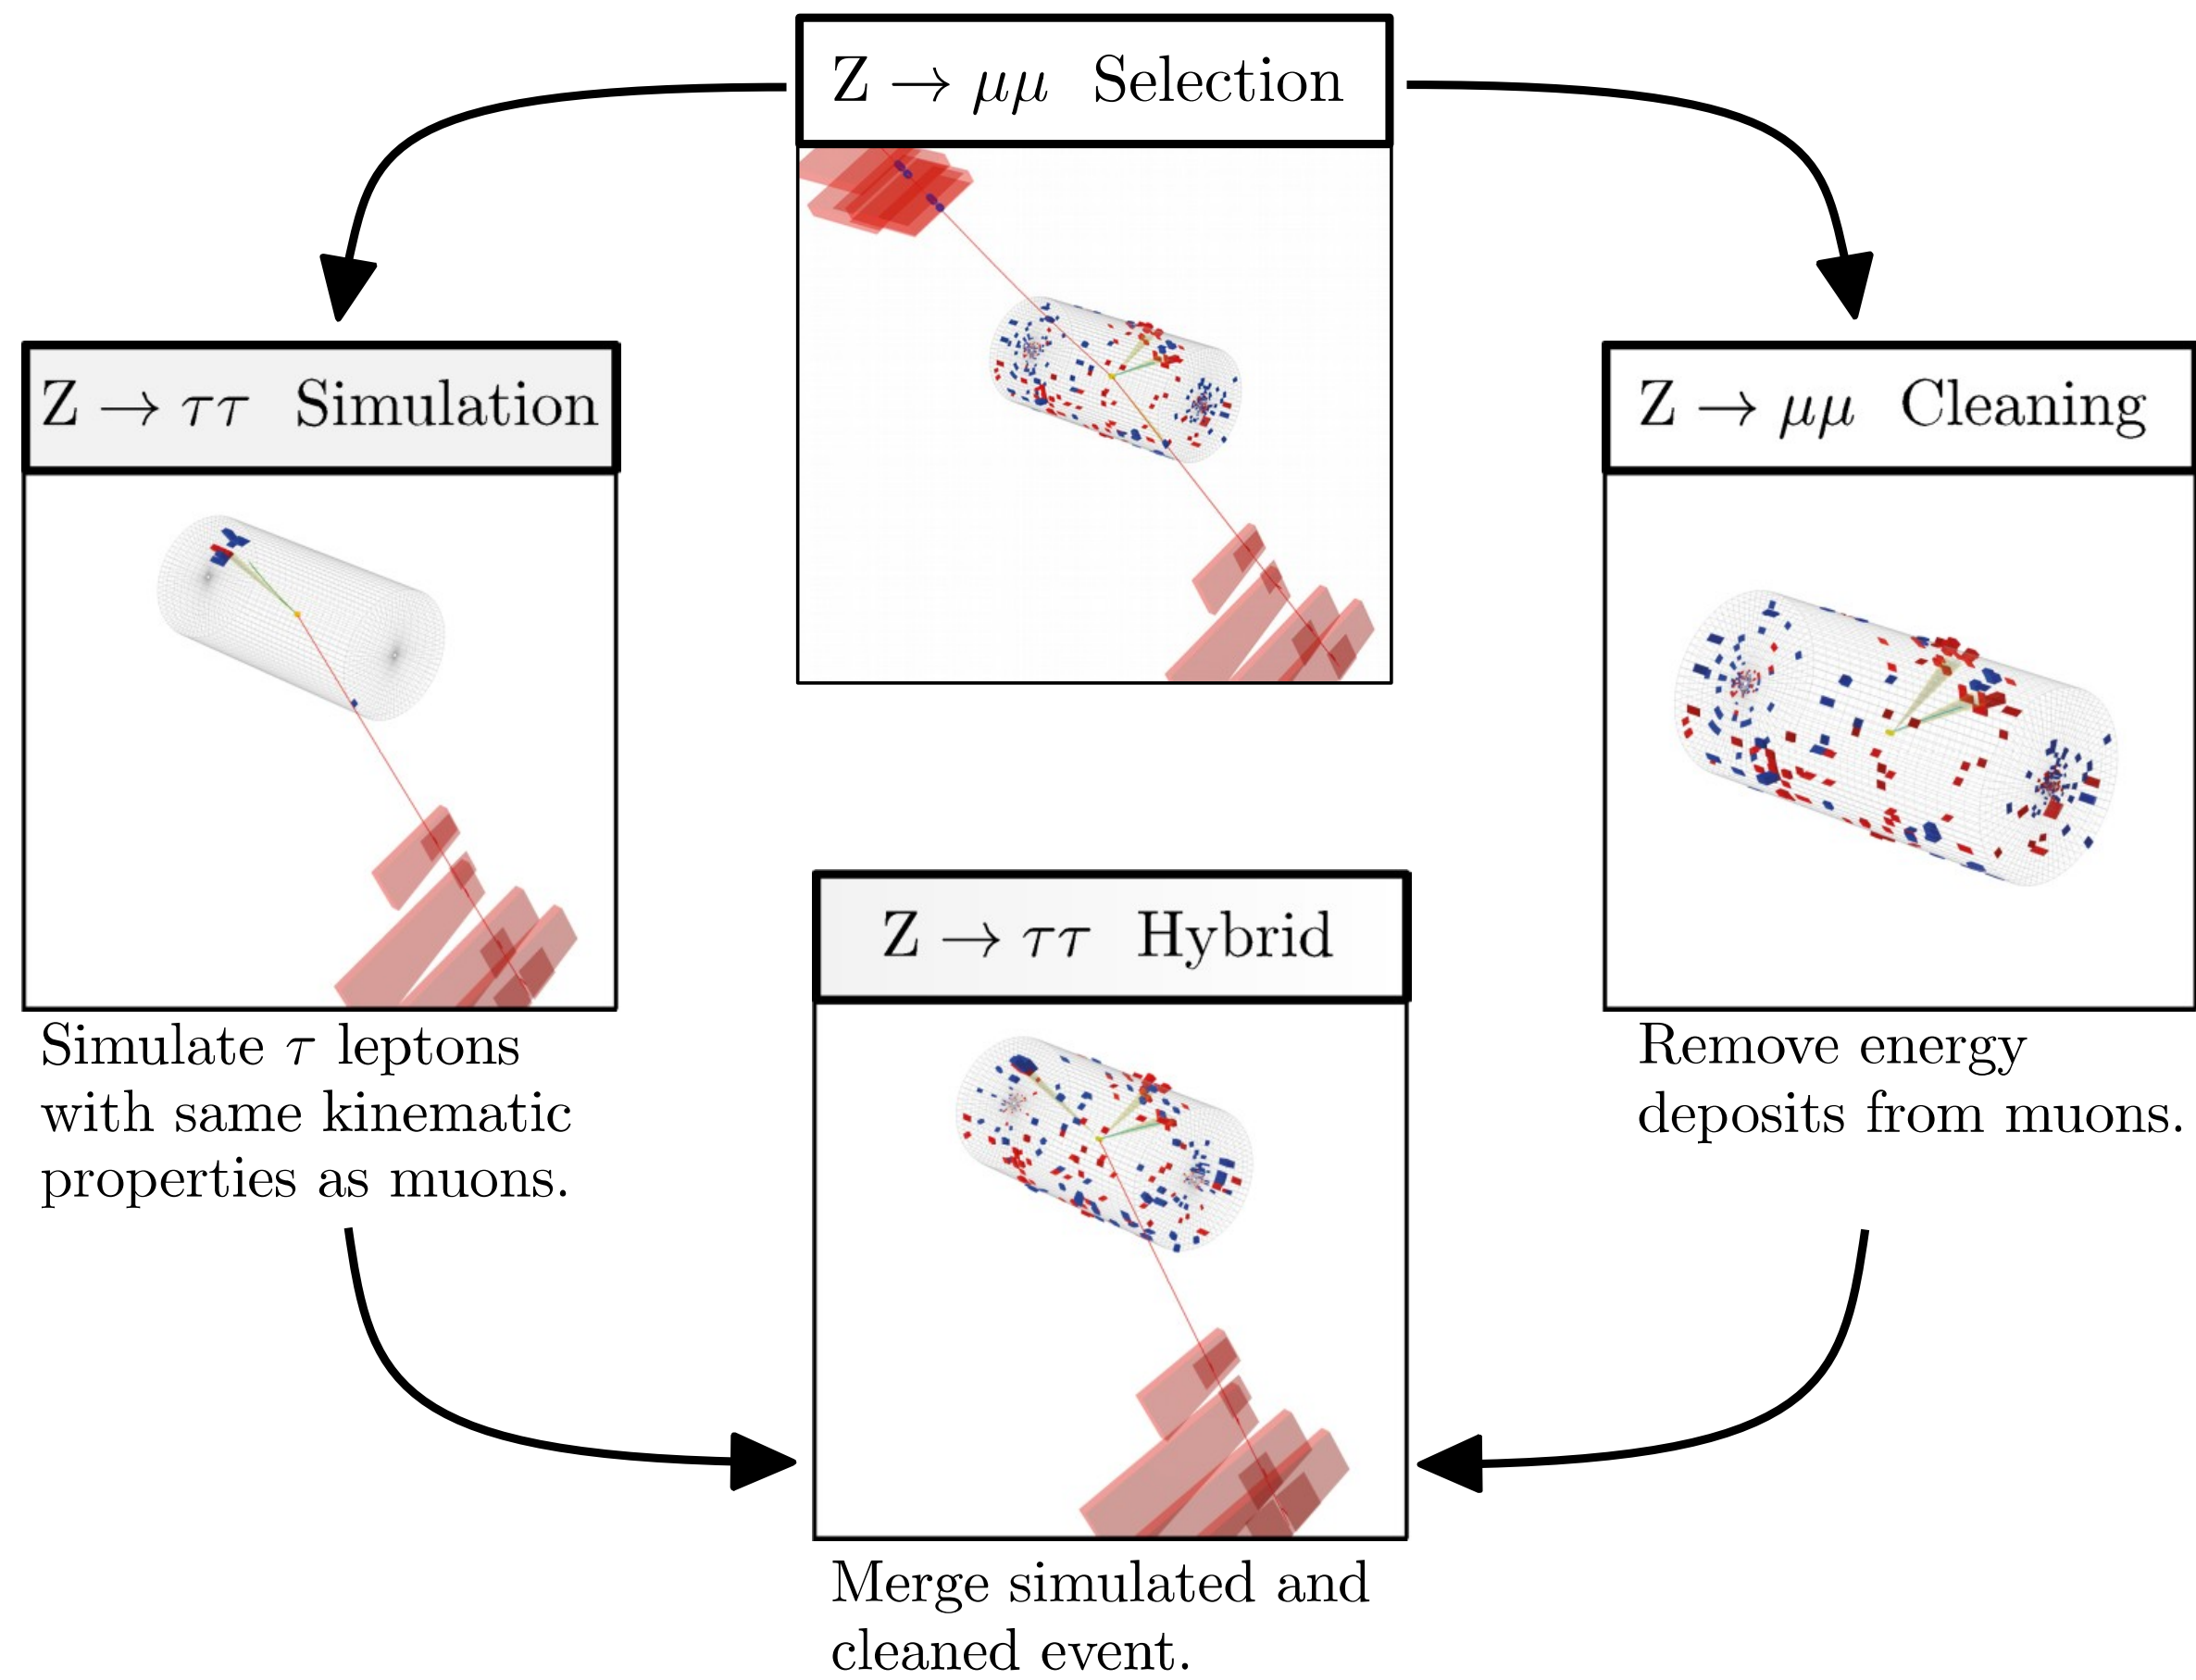 Z → μμ Selection
Z → ττ Simulation
Z → μμ Cleaning
Simulate τ leptons
with same kinematic
properties as muons.
Remove energy
deposits from muons.
Z → ττ Hybrid
Merge simulated and
cleaned event.